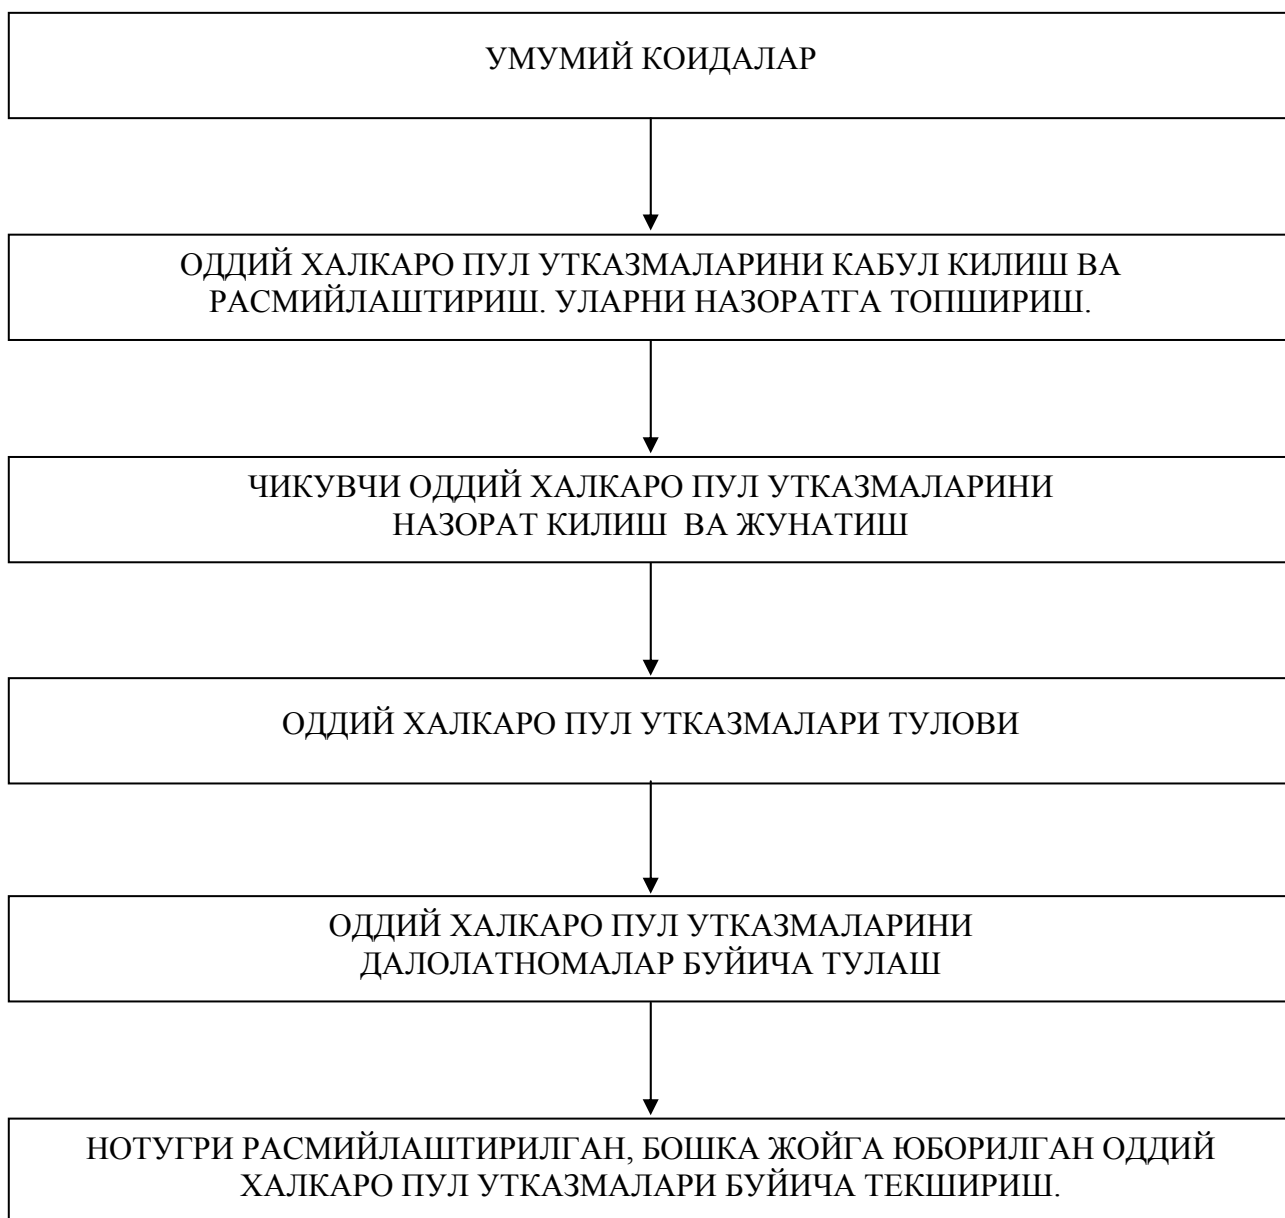 УМУМИЙ КОИДАЛАР
ОДДИЙ ХАЛКАРО ПУЛ УТКАЗМАЛАРИНИ КАБУЛ КИЛИШ ВА
РАСМИЙЛАШТИРИШ. УЛАРНИ НАЗОРАТГА ТОПШИРИШ.
ЧИКУВЧИ ОДДИЙ ХАЛКАРО ПУЛ УТКАЗМАЛАРИНИ
НАЗОРАТ КИЛИШ ВА ЖУНАТИШ
ОДДИЙ ХАЛКАРО ПУЛ УТКАЗМАЛАРИ ТУЛОВИ
ОДДИЙ ХАЛКАРО ПУЛ УТКАЗМАЛАРИНИ
ДАЛОЛАТНОМАЛАР БУЙИЧА ТУЛАШ
НОТУГРИ РАСМИЙЛАШТИРИЛГАН, БОШКА ЖОЙГА ЮБОРИЛГАН ОДДИЙ
ХАЛКАРО ПУЛ УТКАЗМАЛАРИ БУЙИЧА ТЕКШИРИШ.